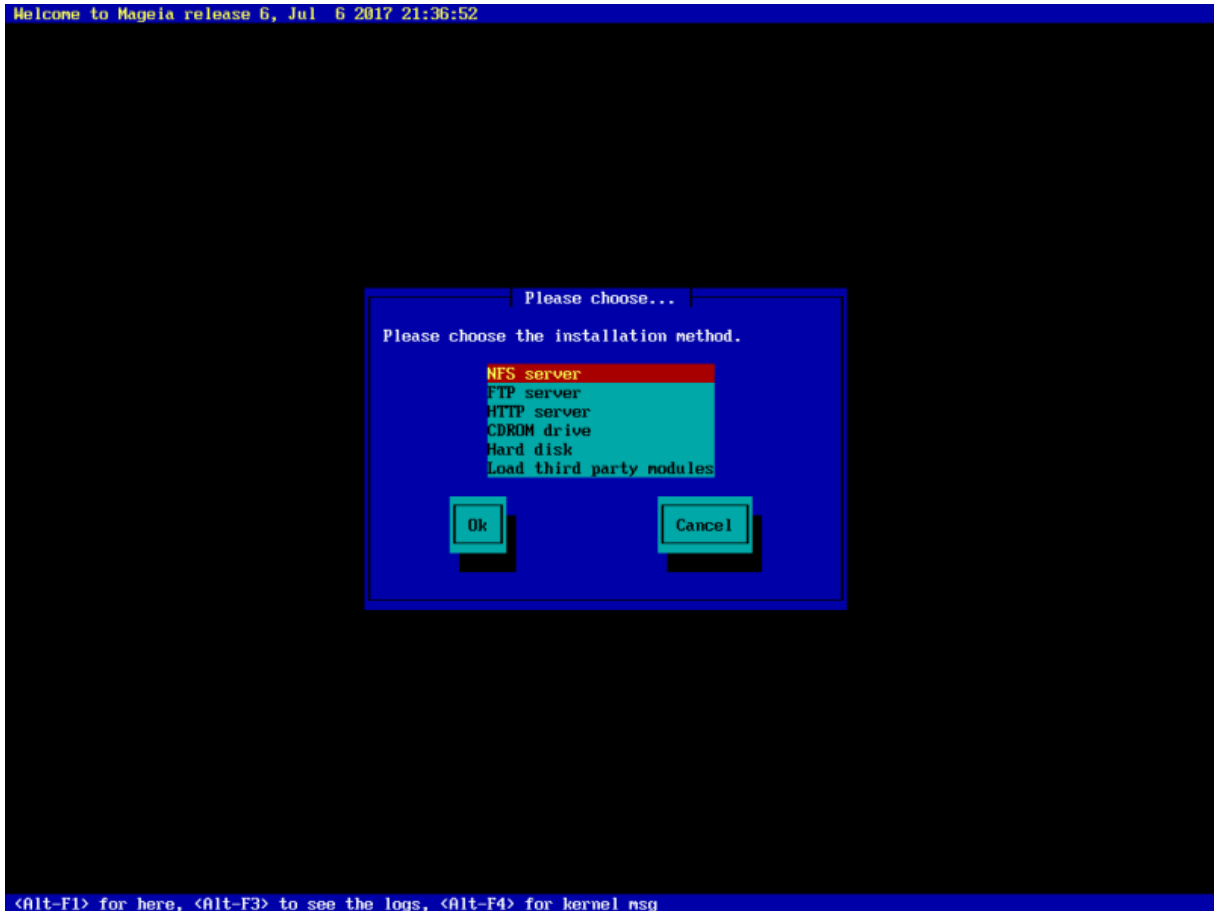 Welcome to Mageia release 6, Jul  6 2017 21:36:52
Please choose...
Please choose the installation method.
NFS server
FTP server
HTTP server
CDROM drive
Hard disk
Load third party modules
Ok Cancel
<Alt-F1> for here, <Alt-F3> to see the logs, <Alt-F4> for kernel msg